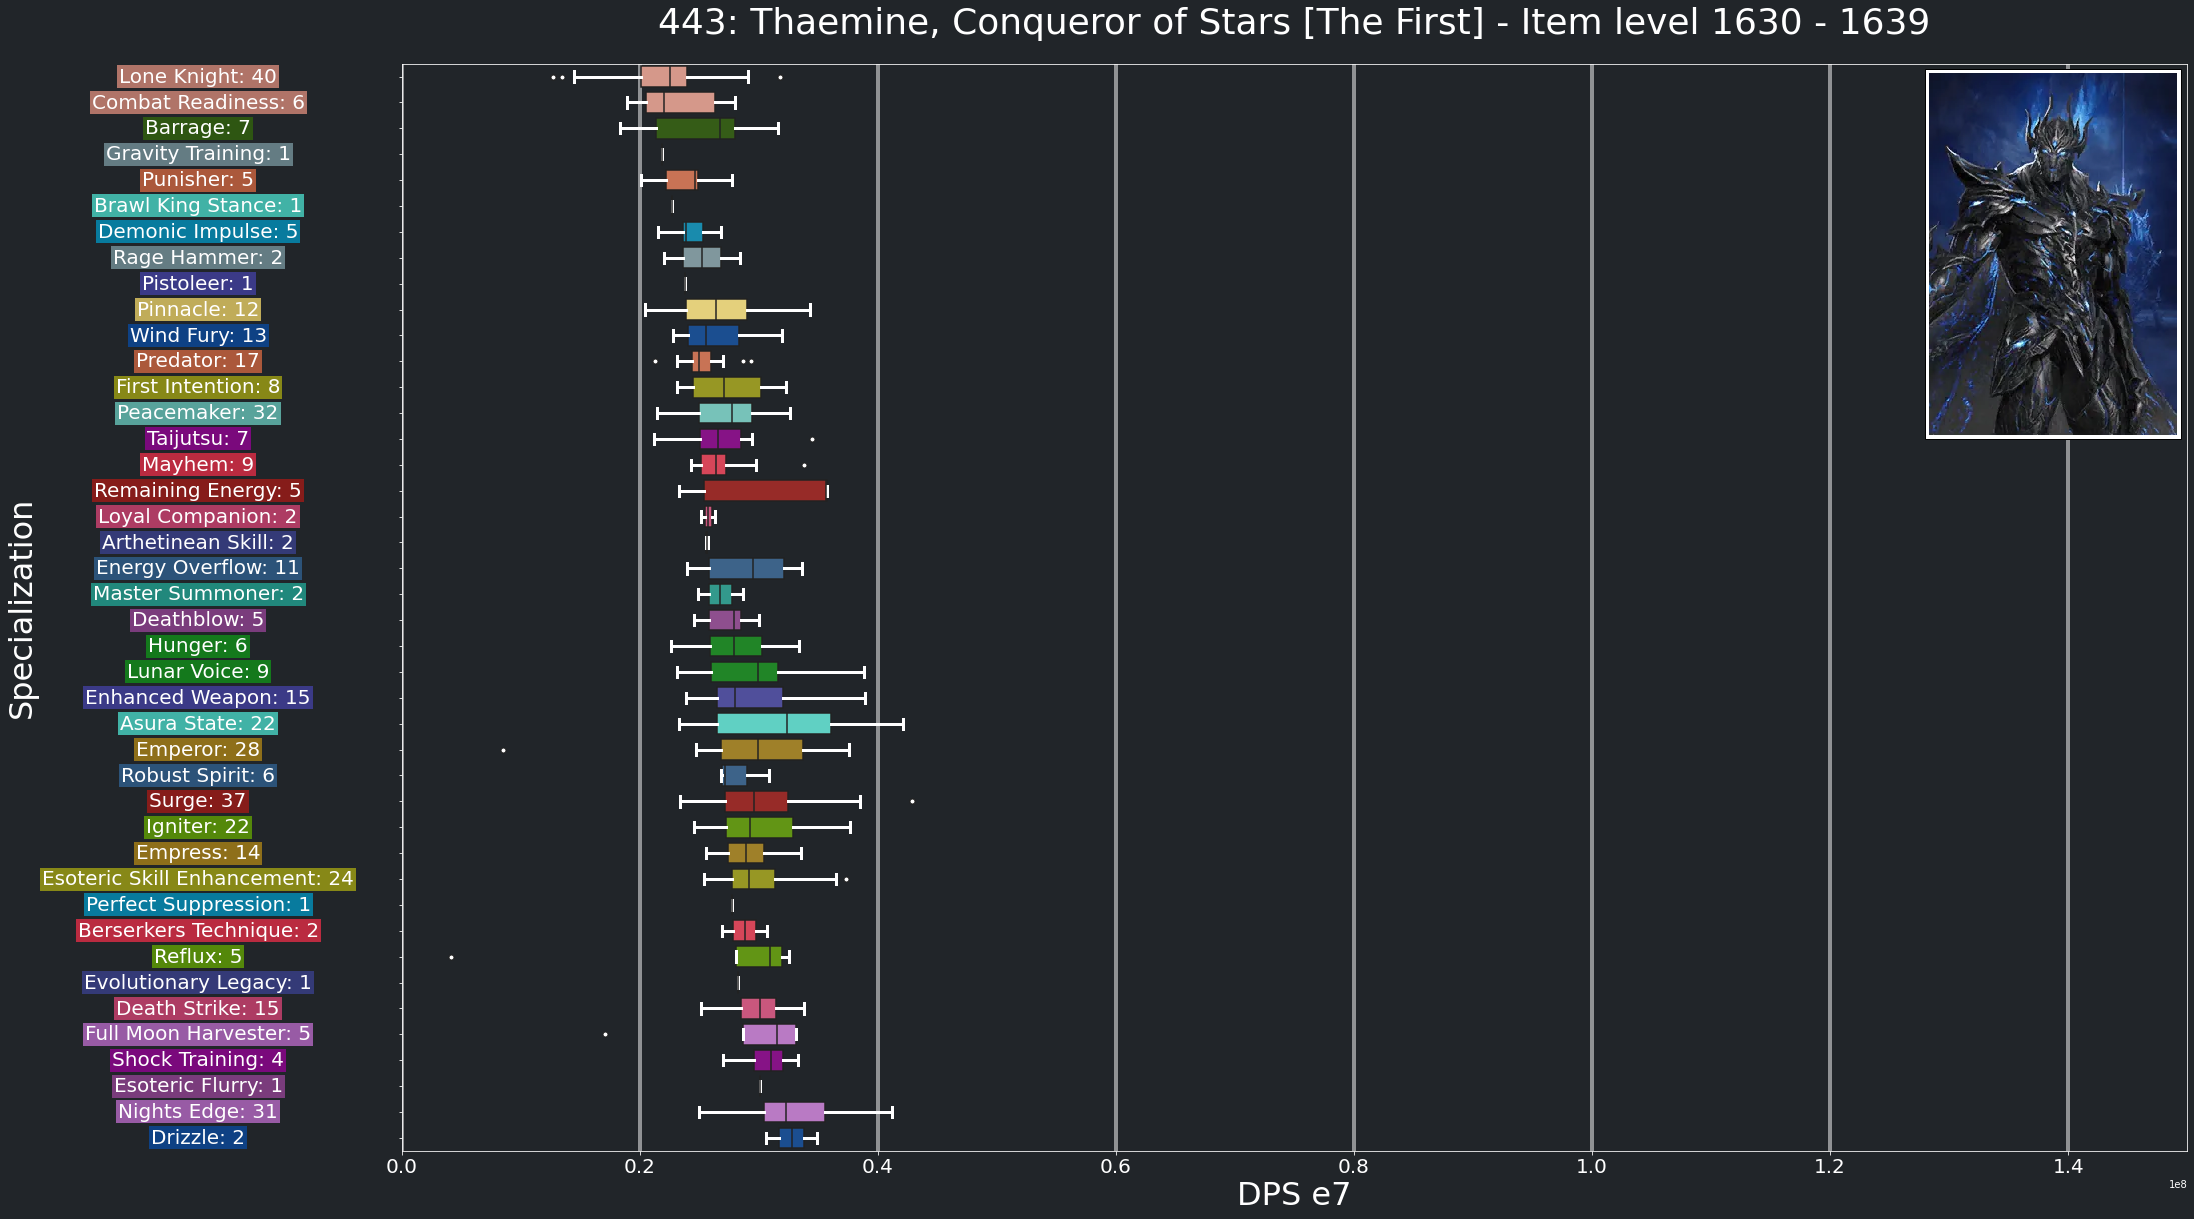 443: Thaemine, Conqueror of Stars [The First] - Item level 1630 - 1639
Specialization
Lone Knight: 40
Combat Readiness: 6
Barrage: 7
Gravity Training: 1
Punisher: 5
Brawl King Stance: 1
Demonic Impulse: 5
Rage Hammer: 2
Pistoleer: 1
Pinnacle: 12
Wind Fury: 13
Predator: 17
First Intention: 8
Peacemaker: 32
Taijutsu: 7
Mayhem: 9
Remaining Energy: 5
Loyal Companion: 2
Arthetinean Skill: 2
Energy Overflow: 11
Master Summoner: 2
Deathblow: 5
Hunger: 6
Lunar Voice: 9
Enhanced Weapon: 15
Asura State: 22
Emperor: 28
Robust Spirit: 6
Surge: 37
Igniter: 22
Empress: 14
Esoteric Skill Enhancement: 24
Perfect Suppression: 1
Berserkers Technique: 2
Reflux: 5
Evolutionary Legacy: 1
Death Strike: 15
Full Moon Harvester: 5
Shock Training: 4
Esoteric Flurry: 1
Nights Edge: 31
Drizzle: 2
0.0 0.2 0.4 0.6 0.8 1.0 1.2 1.4
DPS e7
1e8